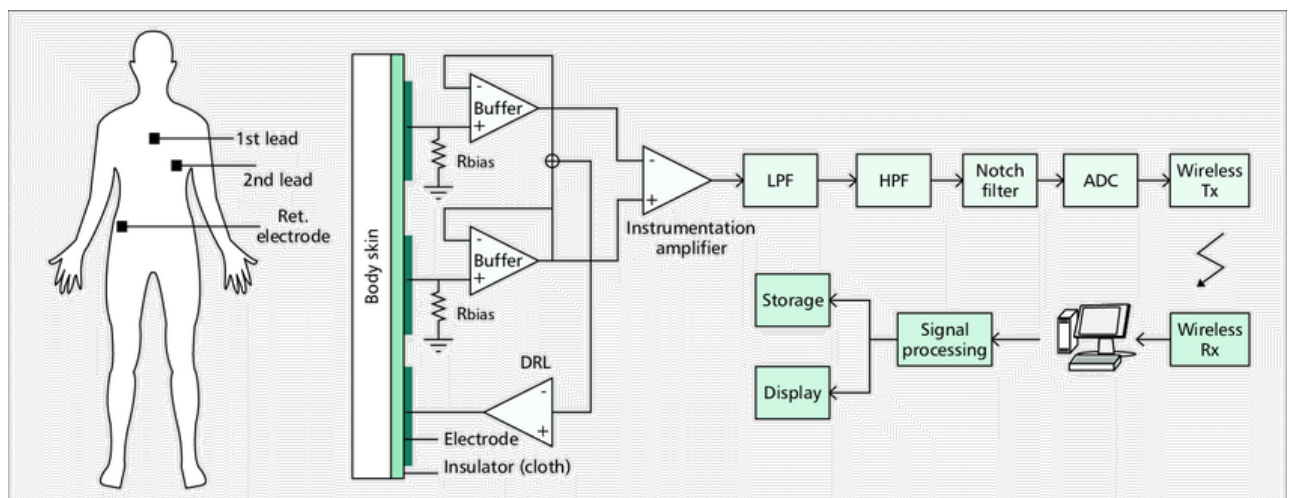 1st lead
2nd lead
Ret.
electrode
Body skin
-
Buffer
+
Rbias
-
Buffer
+
Rbias
DRL
-
+
Electrode
Insulator (cloth)
-
+
Instrumentation
amplifier
LPF
HPF
Notch
filter
ADC
Wireless
Tx
Storage
Display
Signal
processing
Wireless
Rx